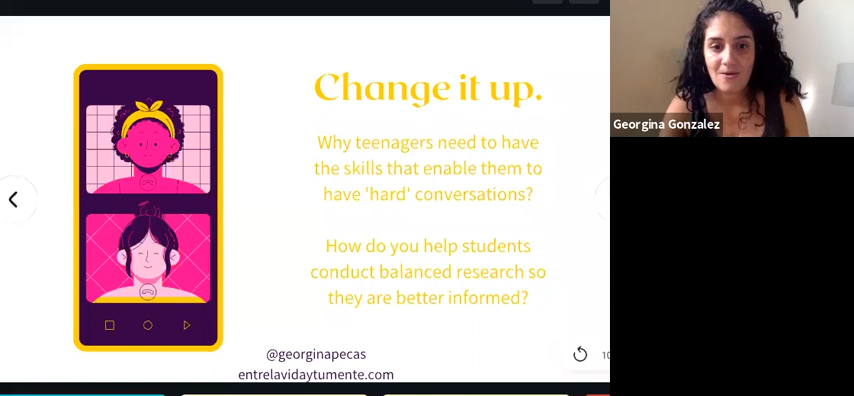 Change it up.
Why teenagers need to have
the skills that enable them to
have 'hard' conversations?
How do you help students
conduct balanced research so
they are better informed?
@georginapecas
entrelavidaytumente.com
Georgina Gonzalez